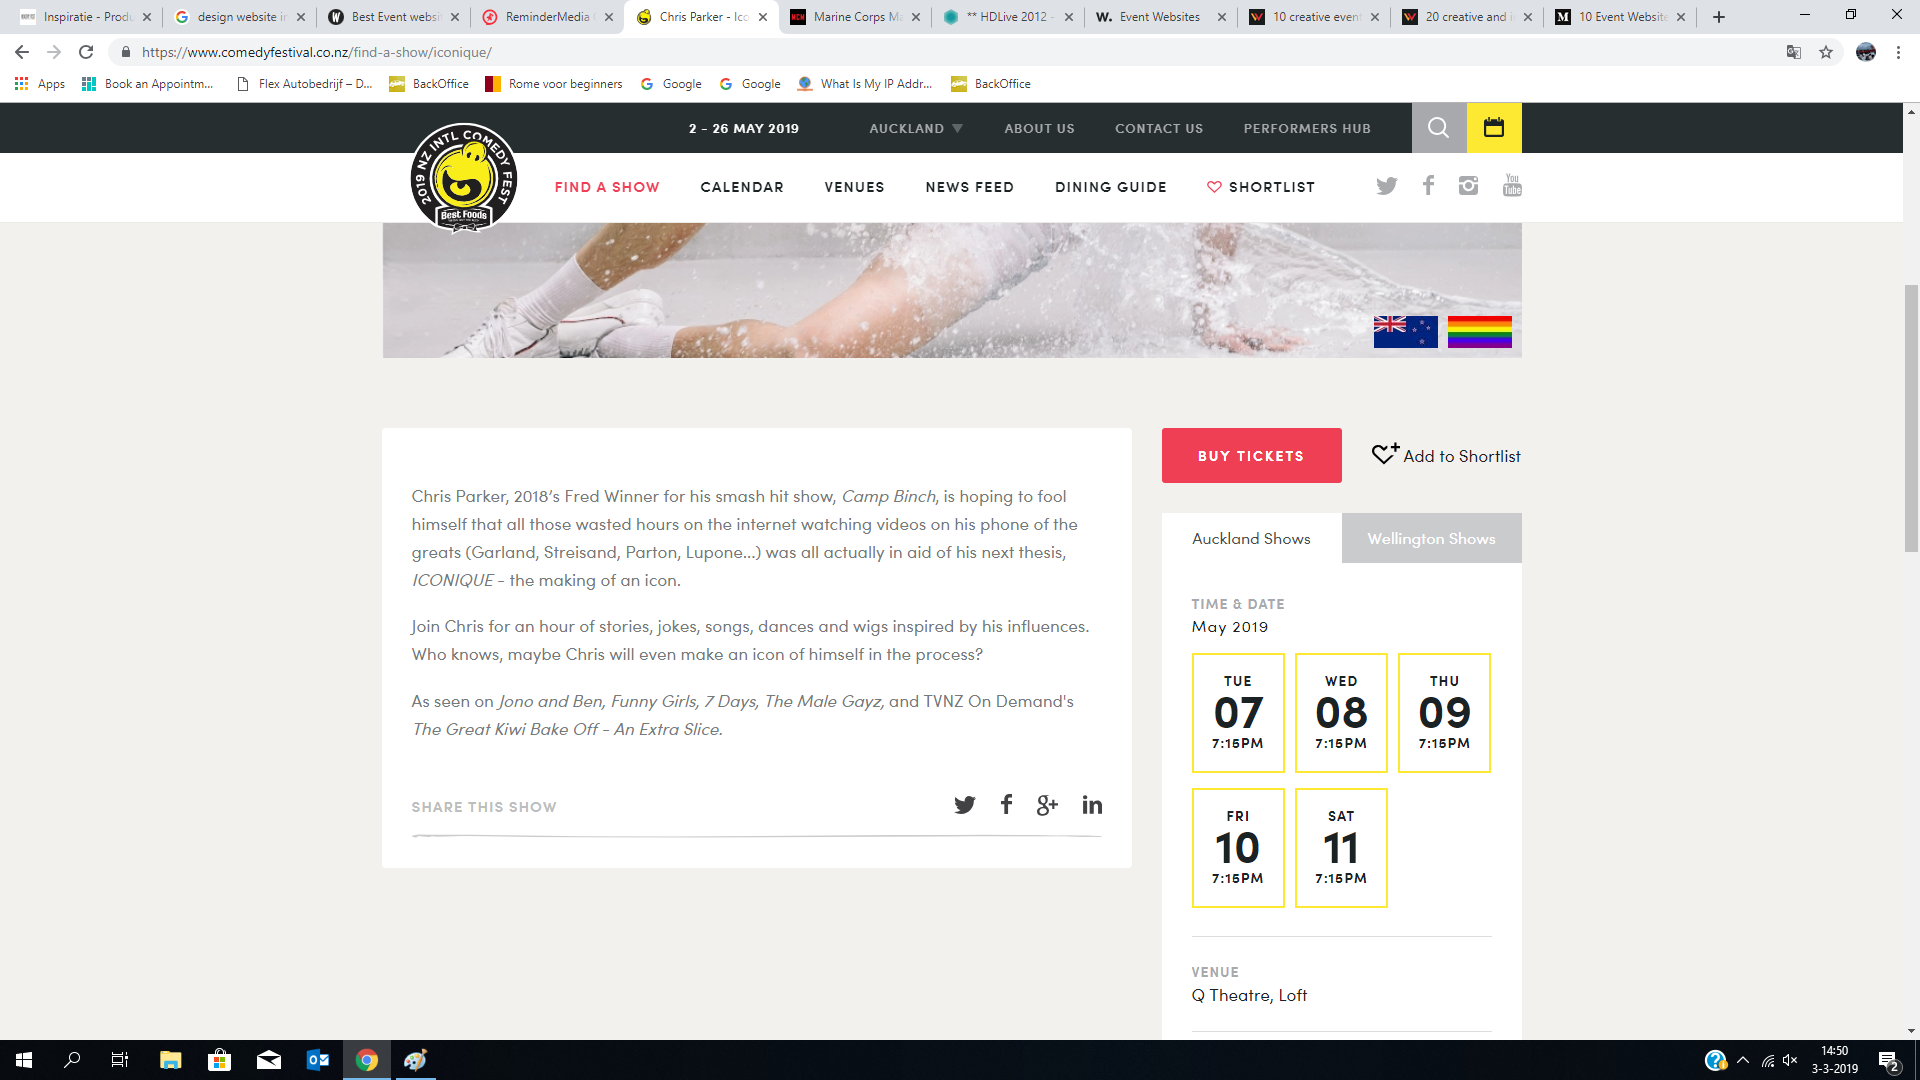 Inspiratie - Produ
design website in
Best Event websi
ReminderMedia
Chris Parker - Ico
Marine Corps Ma
** HDLive 2012 -
W. Event Websites
10 creative event
20 creative and i
10 Event Website
https://www.comedyfestival.co.nz/find-a-show/iconique/
Apps
Book an Appointm...
Flex Autobedrijf – D...
BackOffice
Rome voor beginners
Google
Google
What Is My IP Addr...
BackOffice
2 - 26 MAY 2019
AUCKLAND
ABOUT US
CONTACT US
PERFORMERS HUB
2019 NZ INTL COMEDY FEST
Best Foods
FIND A SHOW
CALENDAR
VENUES
NEWS FEED
DINING GUIDE
SHORTLIST
You
Tube
BUY TICKETS
Add to Shortlist
Chris Parker, 2018’s Fred Winner for his smash hit show, Camp Binch, is hoping to fool
himself that all those wasted hours on the internet watching videos on his phone of the
greats (Garland, Streisand, Parton, Lupone...) was all actually in aid of his next thesis,
ICONIQUE - the making of an icon.
Join Chris for an hour of stories, jokes, songs, dances and wigs inspired by his influences.
Who knows, maybe Chris will even make an icon of himself in the process?
As seen on Jono and Ben, Funny Girls, 7 Days, The Male Gayz, and TVNZ On Demand's
The Great Kiwi Bake Off - An Extra Slice.
SHARE THIS SHOW
g+
in
Auckland Shows
Wellington Shows
TIME & DATE
May 2019
TUE
07
7:15PM
WED
08
7:15PM
THU
09
7:15PM
FRI
10
7:15PM
SAT
11
7:15PM
VENUE
Q Theatre, Loft
14:50
3-3-2019
2